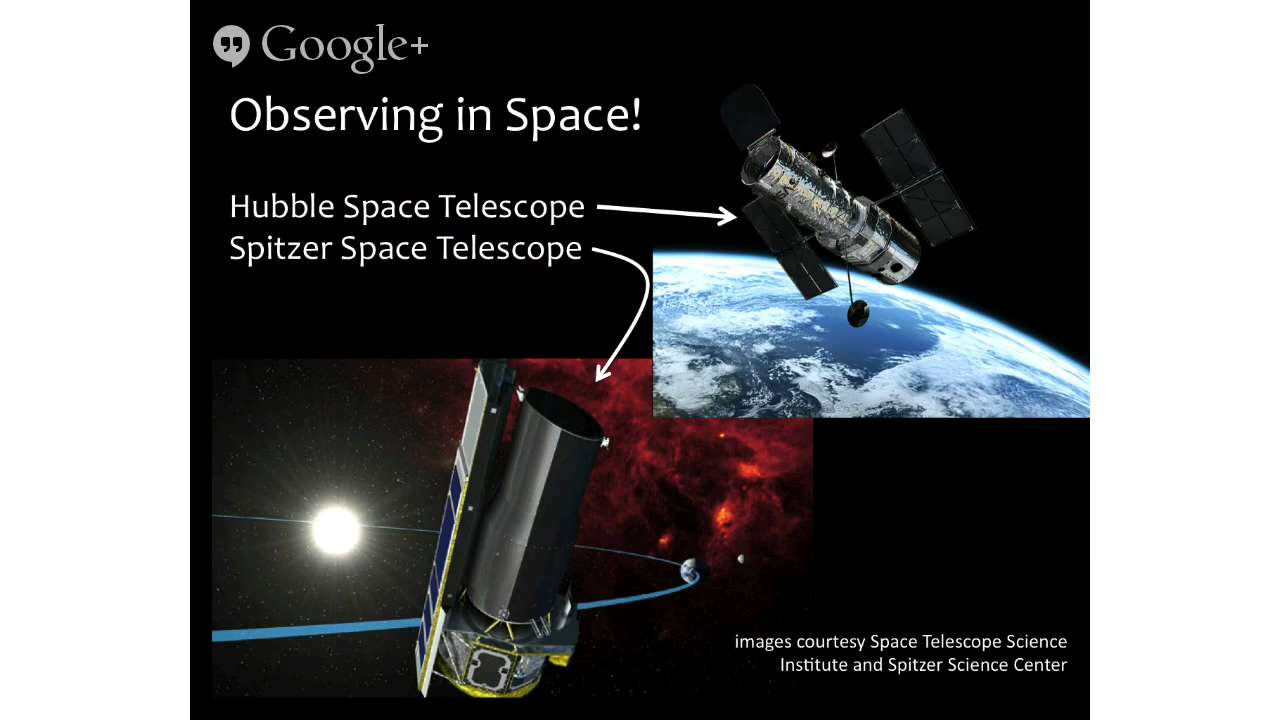 Google+
Observing in Space!
Hubble Space Telescope
Spitzer Space Telescope
images courtesy Space Telescope Science
Institute and Spitzer Science Center